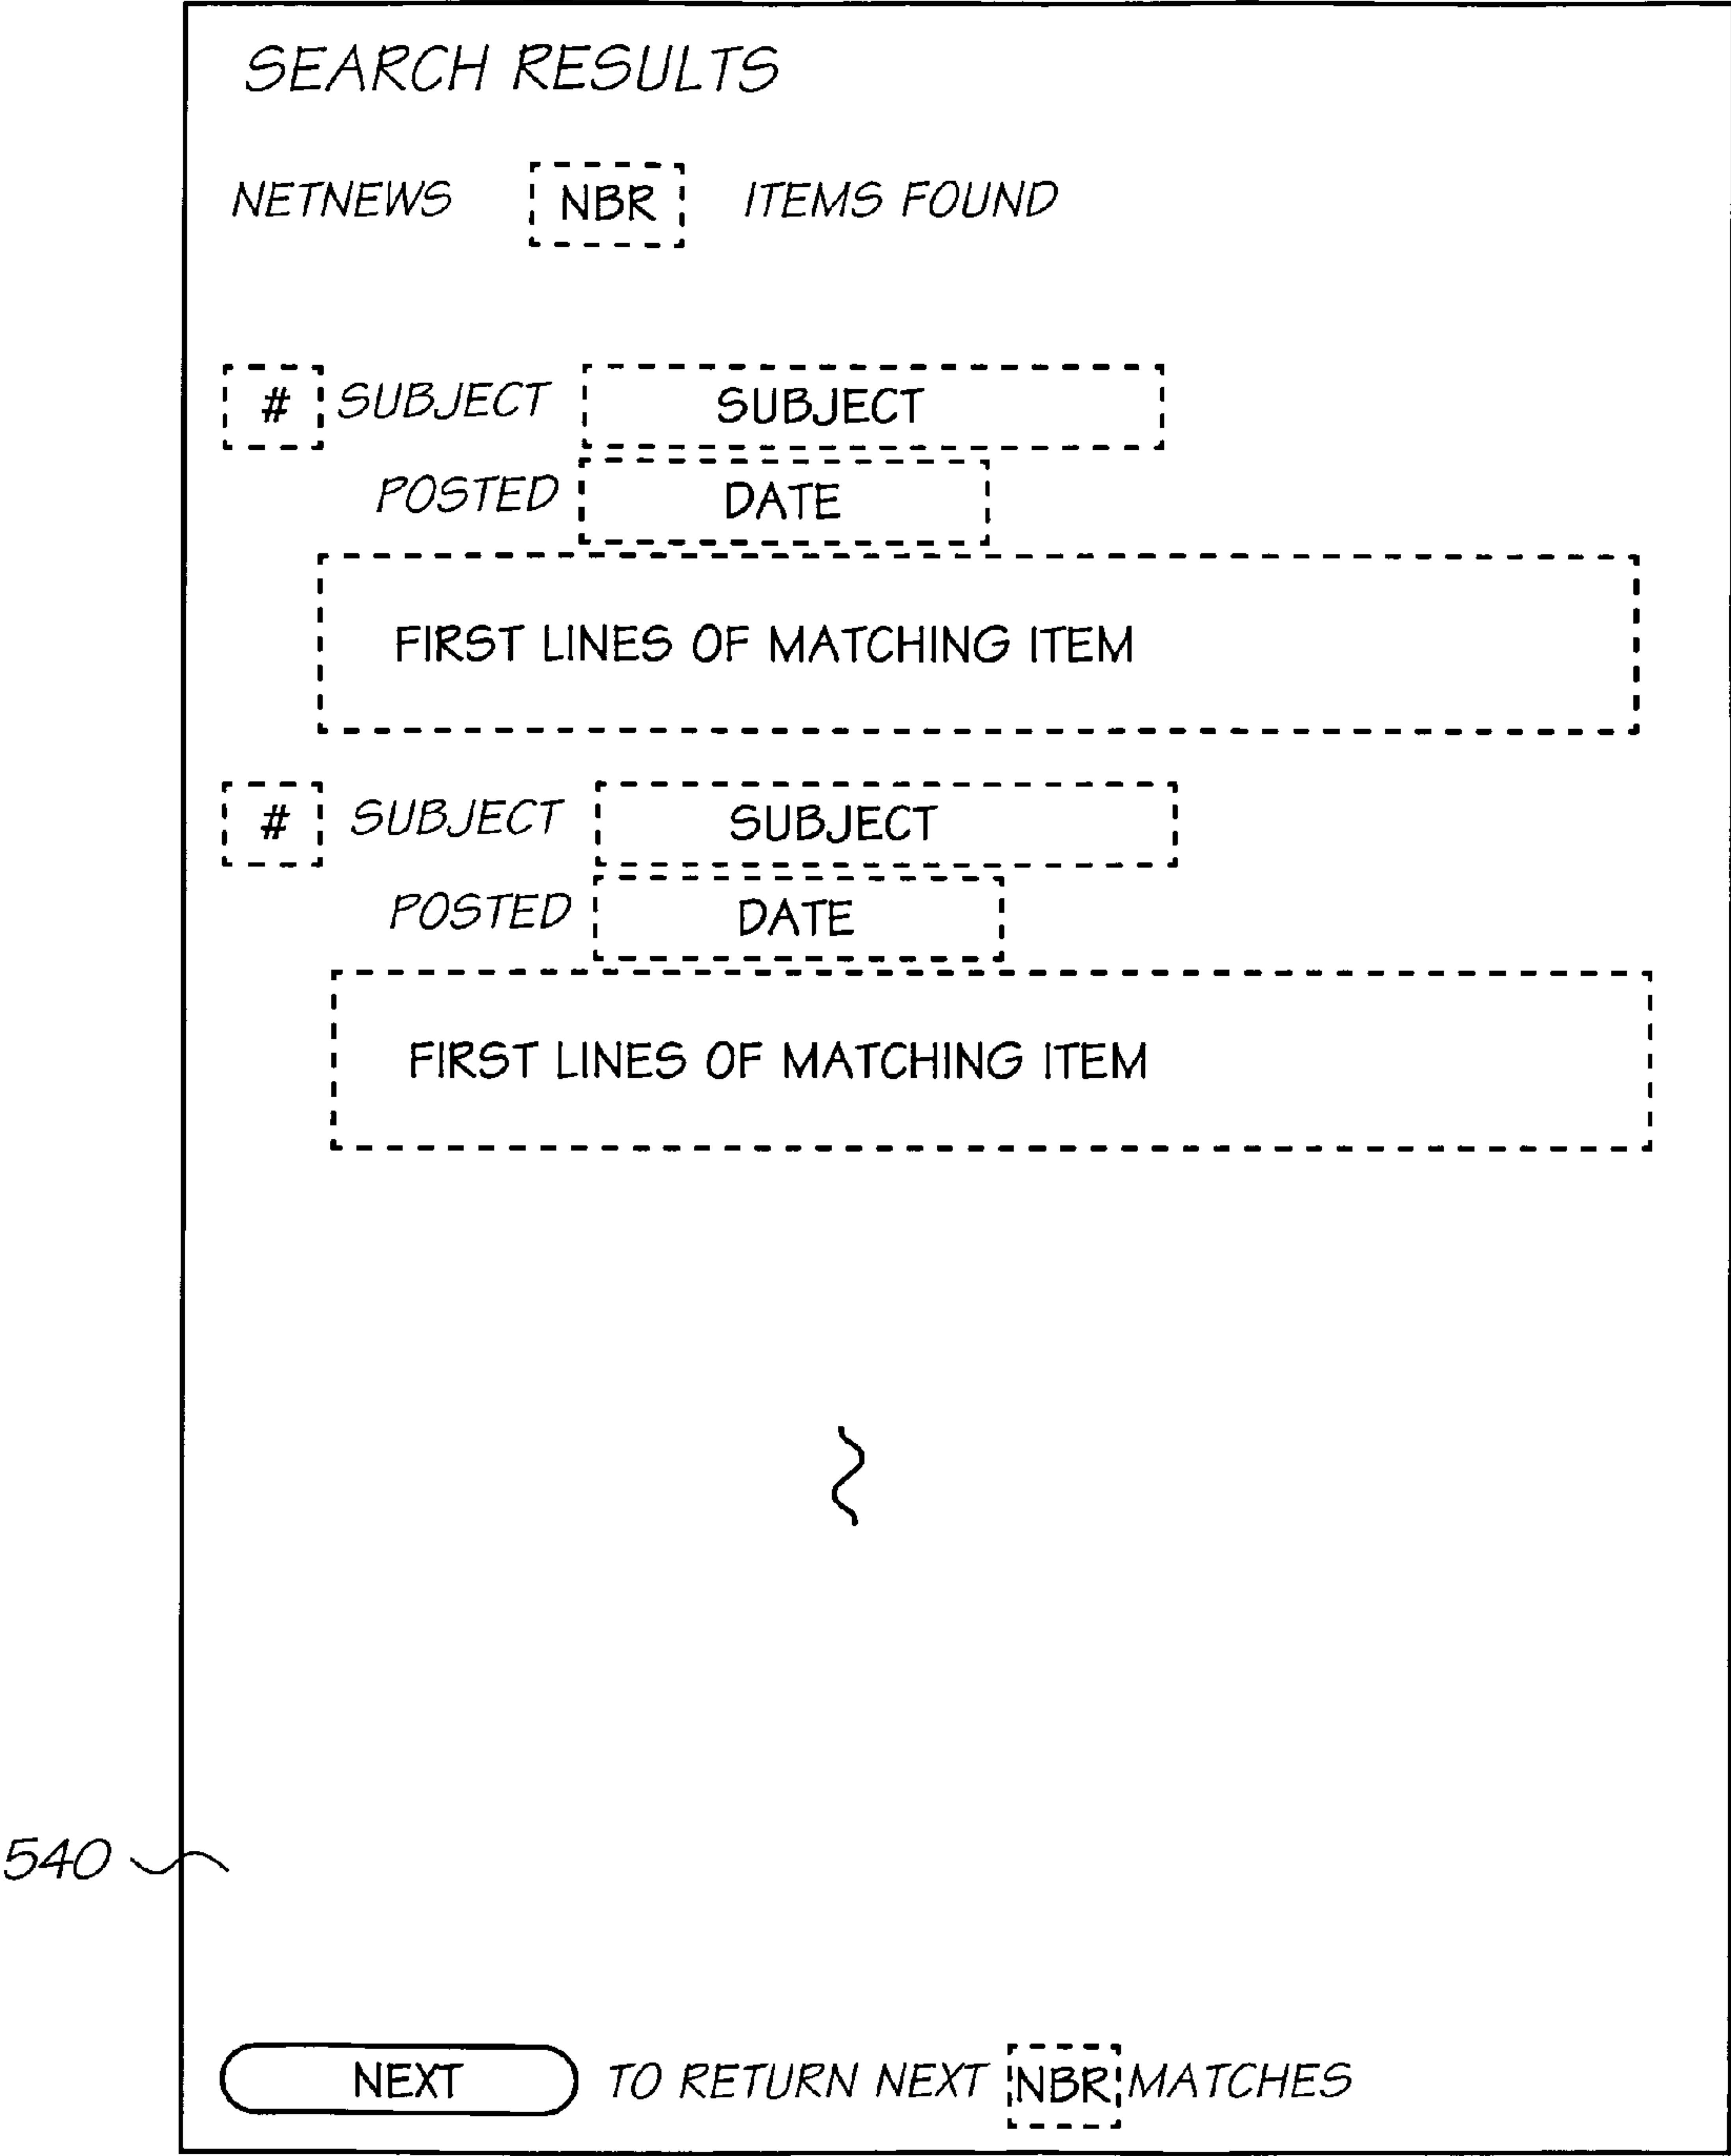 SEARCH RESULTS
NETNEWS NBR ITEMS FOUND
# SUBJECT SUBJECT
POSTED DATE
FIRST LINES OF MATCHING ITEM
# SUBJECT SUBJECT
POSTED DATE
FIRST LINES OF MATCHING ITEM
540
NEXT TO RETURN NEXT NBR MATCHES